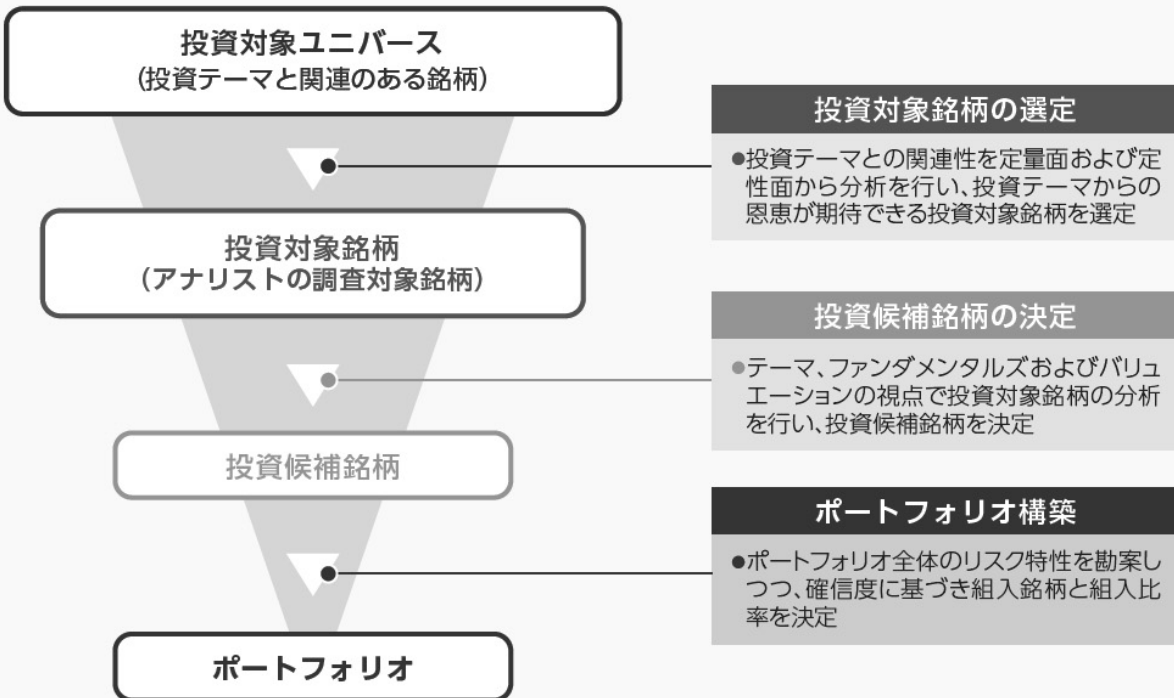 投資対象ユニバース
(投資テーマと関連のある銘柄)
投資対象銘柄の選定
●投資テーマとの関連性を定量面および定
性面から分析を行い、投資テーマからの
恩恵が期待できる投資対象銘柄を選定
投資対象銘柄
(アナリストの調査対象銘柄)
投資候補銘柄の決定
●テーマ、ファンダメンタルズおよびバリュ
エーションの視点で投資対象銘柄の分析
を行い、投資候補銘柄を決定
投資候補銘柄
ポートフォリオ構築
●ポートフォリオ全体のリスク特性を勘案し
つつ、確信度に基づき組入銘柄と組入比
率を決定
ポートフォリオ